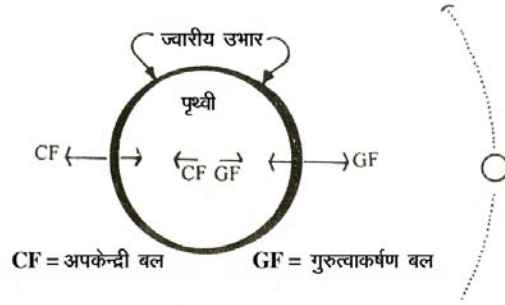 ज्वारीय उभार
पृथ्वी
CF GF
CF GF
CF = अपकेन्द्री बल GF = गुरुत्वाकर्षण बल